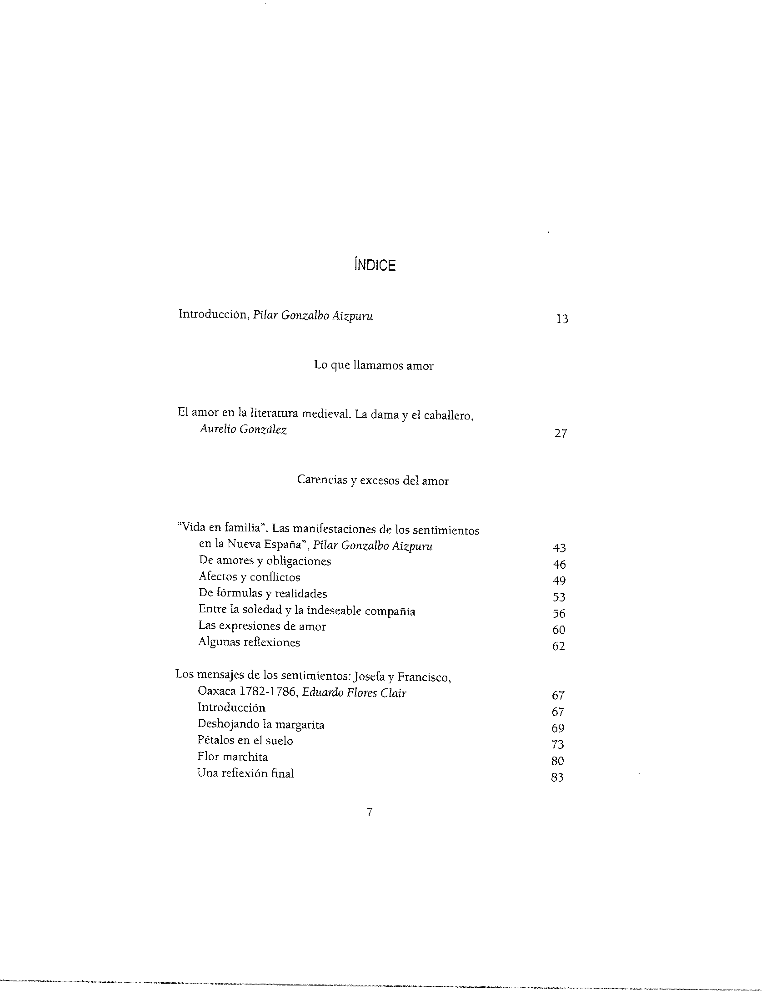 ÍNDICE
Introducción, Pilar Gonzalbo Aizpuru 13
Lo que llamamos amor
El amor en la literatura medieval. La dama y el caballero,
Aurelio González 27
Carencias y excesos del amor
“Vida en familia”. Las manifestaciones de los sentimientos
en la Nueva España”, Pilar Gonzalbo Aizpuru 43
De amores y obligaciones 46
Afectos y conflictos 49
De fórmulas y realidades 53
Entre la soledad y la indeseable compañía 56
Las expresiones de amor 60
Algunas reflexiones 62
Los mensajes de los sentimientos: Josefa y Francisco,
Oaxaca 1782-1786, Eduardo Flores Clair 67
Introducción 67
Deshojando la margarita 69
Pétalos en el suelo 73
Flor marchita 80
Una reflexión final 83
7